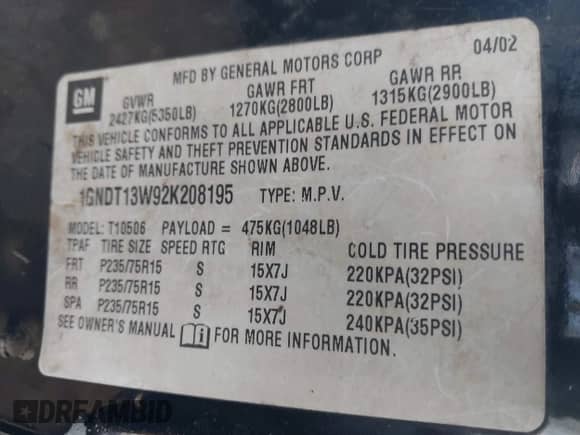 04/02
MFD BY GENERAL MOTORS CORP
GM
GVWR GAWR FRT GAWR RR
2427KG(5350LB) 1270KG(2800LB) 1315KG(2900LB)
THIS VEHICLE CONFORMS TO ALL APPLICABLE U.S. FEDERAL MOTOR
VEHICLE SAFETY AND THEFT PREVENTION STANDARDS IN EFFECT ON
THE DATE OF MANUFACTURE SHOWN ABOVE.
1GNDT13W92K208195 TYPE: M.P.V.
MODEL: T10506 PAYLOAD = 475KG(1048LB)
TPAF TIRE SIZE SPEED RTG RIM COLD TIRE PRESSURE
FRT P235/75R15 S 15X7J 220KPA(32PSI)
RR P235/75R15 S 15X7J 220KPA(32PSI)
SPA P235/75R15 S 15X7J 240KPA(35PSI)
SEE OWNER'S MANUAL FOR MORE INFORMATION.
DREAMBID